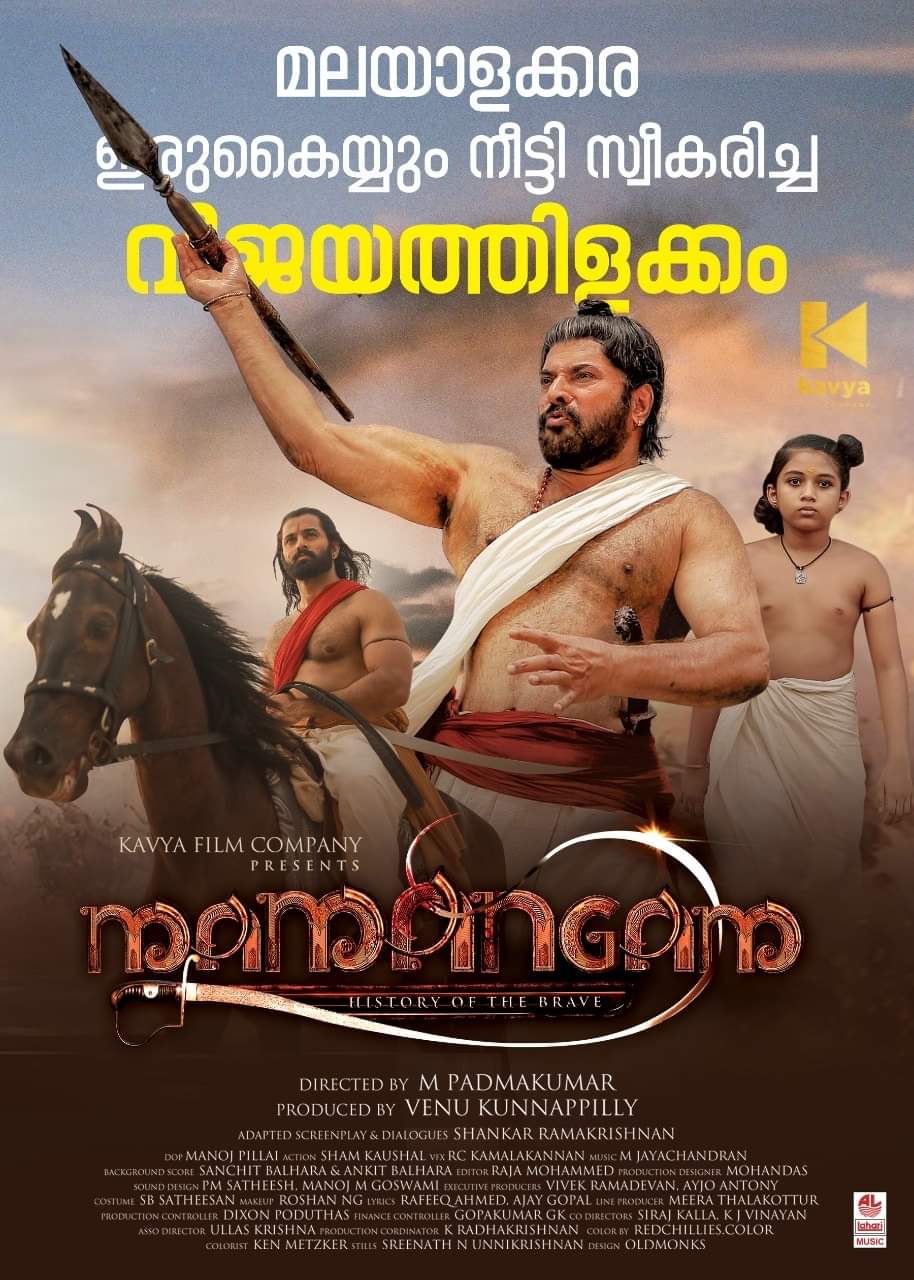 മലയാളക്കര
ഇരുകൈയ്യും നീട്ടി സ്വീകരിച്ച
വിജയത്തിളക്കം
kavya
KAVYA FILM COMPANY
PRESENTS
MAMANGAM
HISTORY OF THE BRAVE
DIRECTED BY M PADMAKUMAR
PRODUCED BY VENU KUNNAPPILLY
ADAPTED SCREENPLAY & DIALOGUES SHANKAR RAMAKRISHNAN
DOP MANOJ PILLAI ACTION SHAM KAUSHAL VFX RC KAMALAKANNAN MUSIC M JAYACHANDRAN
BACKGROUND SCORE SANCHIT BALHARA & ANKIT BALHARA EDITOR RAJA MOHAMMED PRODUCTION DESIGNER MOHANDAS
SOUND DESIGN PM SATHEESH, MANOJ M GOSWAMI EXECUTIVE PRODUCERS VIVEK RAMADEVAN, AYJO ANTONY
COSTUME SB SATHEESAN MAKEUP ROSHAN NG LYRICS RAFEEQ AHMED, AJAY GOPAL LINE PRODUCER MEERA THALAKOTTUR
PRODUCTION CONTROLLER DIXON PODUTHAS FINANCE CONTROLLER GOPAKUMAR GK CO DIRECTORS SIRAJ KALLA, K J VINAYAN
ASSO DIRECTOR ULLAS KRISHNA PRODUCTION CORDINATOR K RADHAKRISHNAN COLOR BY REDCHILLIES.COLOR
COLORIST KEN METZKER STILLS SREENATH N UNNIKRISHNAN DESIGN OLDMONKS
lahari
MUSIC